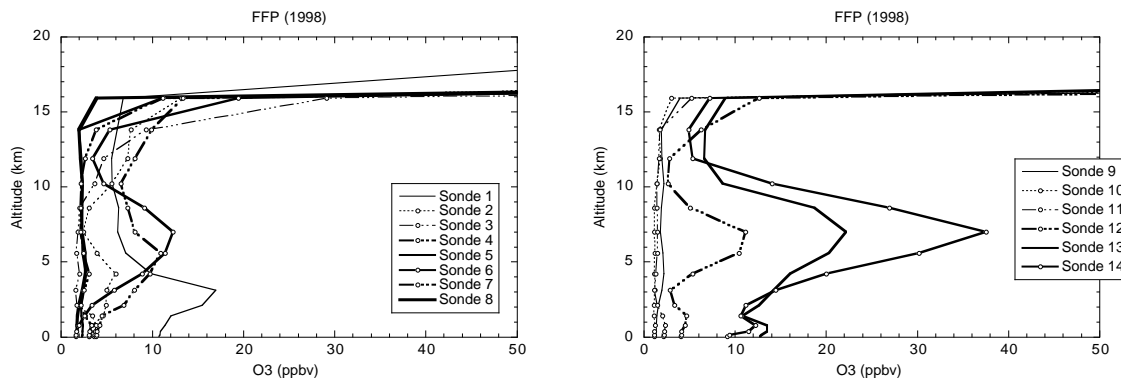 FFP (1998)
20
15
10
5
0
Altitude (km)
0 10 20 30 40 50
O3 (ppbv)
Sonde 1
Sonde 2
Sonde 3
Sonde 4
Sonde 5
Sonde 6
Sonde 7
Sonde 8
FFP (1998)
20
15
10
5
0
Altitude (km)
0 10 20 30 40 50
O3 (ppbv)
Sonde 9
Sonde 10
Sonde 11
Sonde 12
Sonde 13
Sonde 14